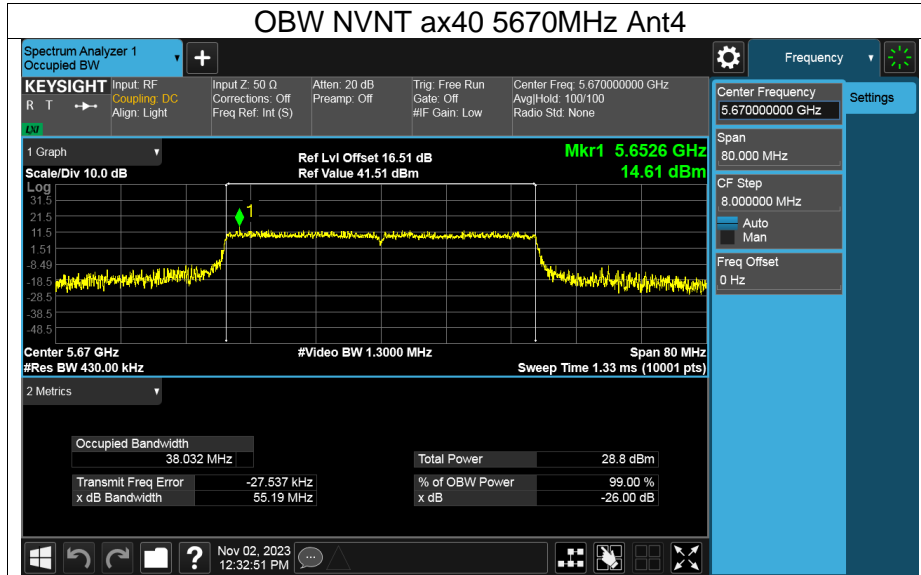 OBW NVNT ax40 5670MHz Ant4
Spectrum Analyzer 1
Occupied BW
+
Frequency
KEYSIGHT
R T
LXI
Input: RF
Coupling: DC
Align: Light
Input Z: 50 Ω
Corrections: Off
Freq Ref: Int (S)
Atten: 20 dB
Preamp: Off
Trig: Free Run
Gate: Off
#IF Gain: Low
Center Freq: 5.670000000 GHz
Avg|Hold: 100/100
Radio Std: None
Center Frequency
5.670000000 GHz
Settings
Span
80.000 MHz
CF Step
8.000000 MHz
Auto
Man
Freq Offset
0 Hz
1 Graph
Scale/Div 10.0 dB
Ref Lvl Offset 16.51 dB
Ref Value 41.51 dBm
Mkr1 5.6526 GHz
14.61 dBm
Log
31.5
21.5
11.5
1.51
-8.49
-18.5
-28.5
-38.5
-48.5
1
Center 5.67 GHz
#Res BW 430.00 kHz
#Video BW 1.3000 MHz
Span 80 MHz
Sweep Time 1.33 ms (10001 pts)
2 Metrics
Occupied Bandwidth
38.032 MHz
Total Power 28.8 dBm
Transmit Freq Error -27.537 kHz
% of OBW Power 99.00 %
x dB Bandwidth 55.19 MHz
x dB -26.00 dB
?
Nov 02, 2023
12:32:51 PM